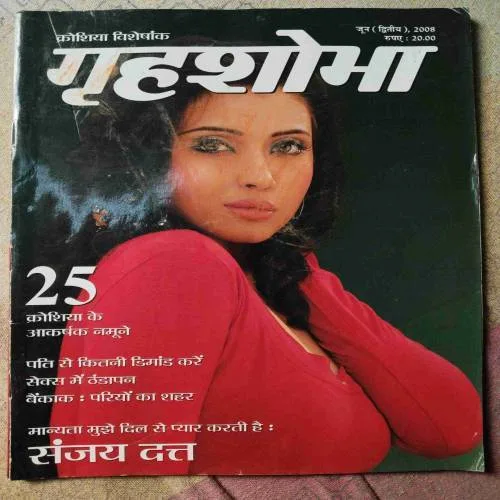 क्रोशिया विशेषांक
जून ( द्वितीय ), 2008
रुपए : 20.00
गृहशोभा
25
क्रोशिया के
आकर्षक नमूने
पति से कितनी डिमांड करें
सेक्स में ठंडापन
बैंकाक : परियों का शहर
मान्यता मुझे दिल से प्यार करती है :
संजय दत्त